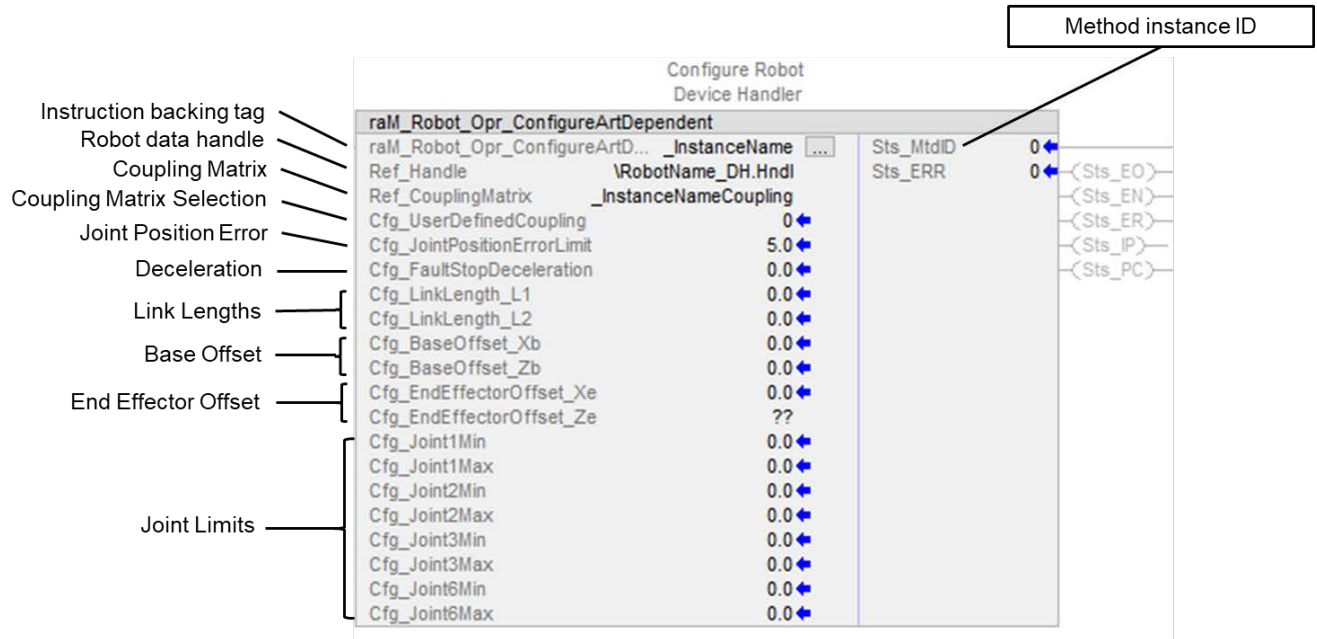 Method instance ID
Configure Robot
Device Handler
Instruction backing tag
Robot data handle
Coupling Matrix
Coupling Matrix Selection
Joint Position Error
Deceleration
Link Lengths
Base Offset
End Effector Offset
Joint Limits
raM_Robot_Opr_ConfigureArtDependent
raM_Robot_Opr_ConfigureArtD... _InstanceName ... Sts_MtdID 0
Ref_Handle \RobotName_DH.Hndl Sts_ERR 0 (Sts_EO)
Ref_CouplingMatrix _InstanceNameCoupling (Sts_EN)
Cfg_UserDefinedCoupling 0 (Sts_ER)
Cfg_JointPositionErrorLimit 5.0 (Sts_IP)
Cfg_FaultStopDeceleration 0.0 (Sts_PC)
Cfg_LinkLength_L1 0.0
Cfg_LinkLength_L2 0.0
Cfg_BaseOffset_Xb 0.0
Cfg_BaseOffset_Zb 0.0
Cfg_EndEffectorOffset_Xe 0.0
Cfg_EndEffectorOffset_Ze ??
Cfg_Joint1Min 0.0
Cfg_Joint1Max 0.0
Cfg_Joint2Min 0.0
Cfg_Joint2Max 0.0
Cfg_Joint3Min 0.0
Cfg_Joint3Max 0.0
Cfg_Joint6Min 0.0
Cfg_Joint6Max 0.0